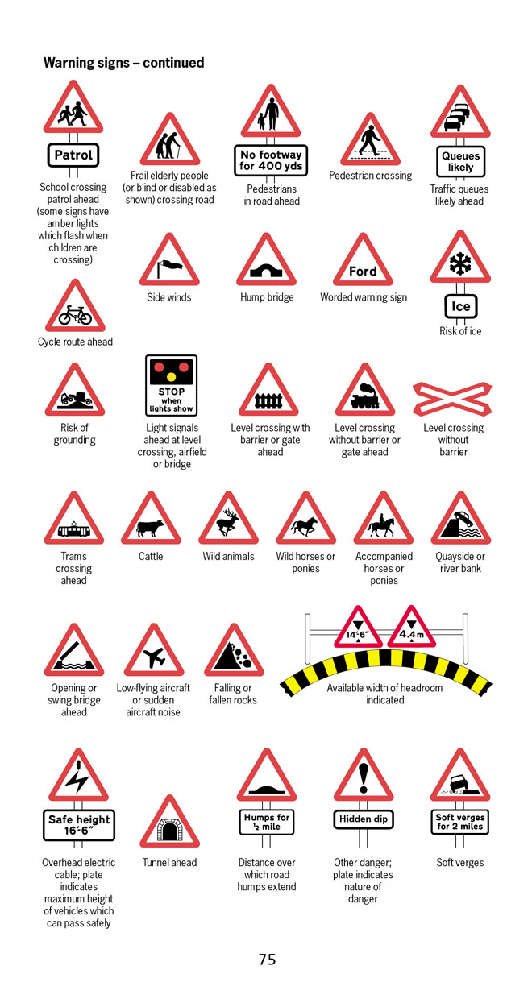 Warning signs – continued
Patrol
School crossing
patrol ahead
(some signs have
amber lights
which flash when
children are
crossing)
Frail elderly people
(or blind or disabled as
shown) crossing road
No footway
for 400 yds
Pedestrians
in road ahead
Pedestrian crossing
Queues
likely
Traffic queues
likely ahead
Cycle route ahead
Side winds
Hump bridge
Ford
Worded warning sign
Ice
Risk of ice
Risk of
grounding
STOP
when
lights show
Light signals
ahead at level
crossing, airfield
or bridge
Level crossing with
barrier or gate
ahead
Level crossing
without barrier or
gate ahead
Level crossing
without
barrier
Trams
crossing
ahead
Cattle
Wild animals
Wild horses or
ponies
Accompanied
horses or
ponies
Quayside or
river bank
Opening or
swing bridge
ahead
Low-flying aircraft
or sudden
aircraft noise
Falling or
fallen rocks
14'-6"
4.4m
Available width of headroom
indicated
Safe height
16'-6"
Overhead electric
cable; plate
indicates
maximum height
of vehicles which
can pass safely
Tunnel ahead
Humps for
½ mile
Distance over
which road
humps extend
Hidden dip
Other danger;
plate indicates
nature of
danger
Soft verges
for 2 miles
Soft verges
75